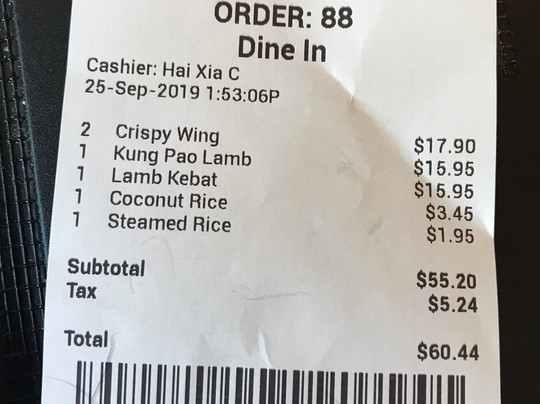 ORDER: 88
Dine In
Cashier: Hai Xia C
25-Sep-2019 1:53:06P
2 Crispy Wing $17.90
1 Kung Pao Lamb $15.95
1 Lamb Kebat $15.95
1 Coconut Rice $3.45
1 Steamed Rice $1.95
Subtotal $55.20
Tax $5.24
Total $60.44